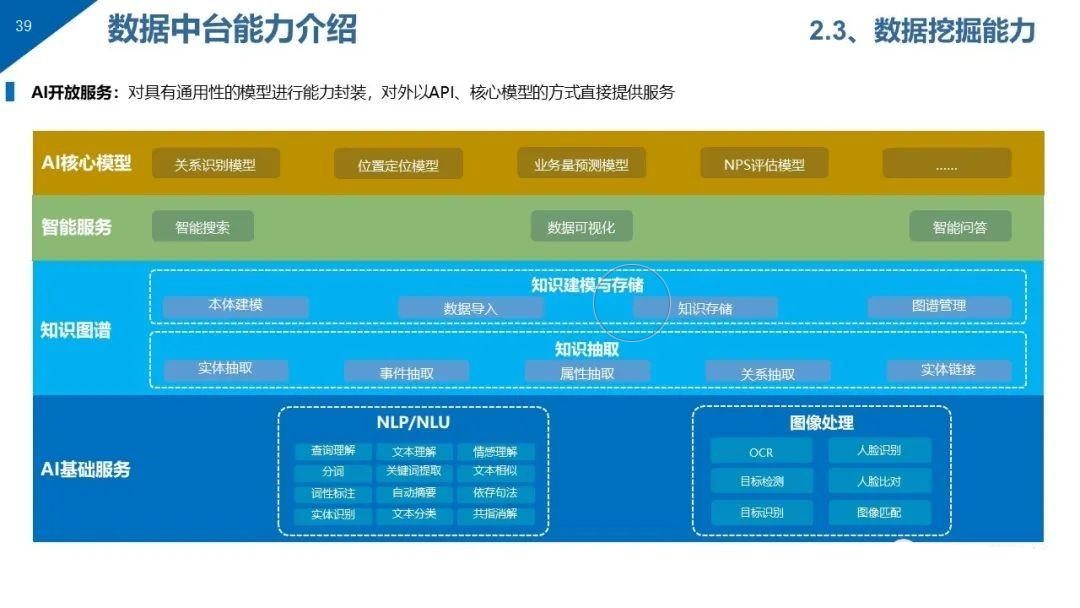 39
数据中台能力介绍
2.3、数据挖掘能力
AI开放服务：对具有通用性的模型进行能力封装，对外以API、核心模型的方式直接提供服务
AI核心模型
关系识别模型
位置定位模型
业务量预测模型
NPS评估模型
......
智能服务
智能搜索
数据可视化
智能问答
知识图谱
知识建模与存储
本体建模
数据导入
知识存储
图谱管理
知识抽取
实体抽取
事件抽取
属性抽取
关系抽取
实体链接
AI基础服务
NLP/NLU
查询理解
文本理解
情感理解
分词
关键词提取
文本相似
词性标注
自动摘要
依存句法
实体识别
文本分类
共指消解
图像处理
OCR
人脸识别
目标检测
人脸比对
目标识别
图像匹配